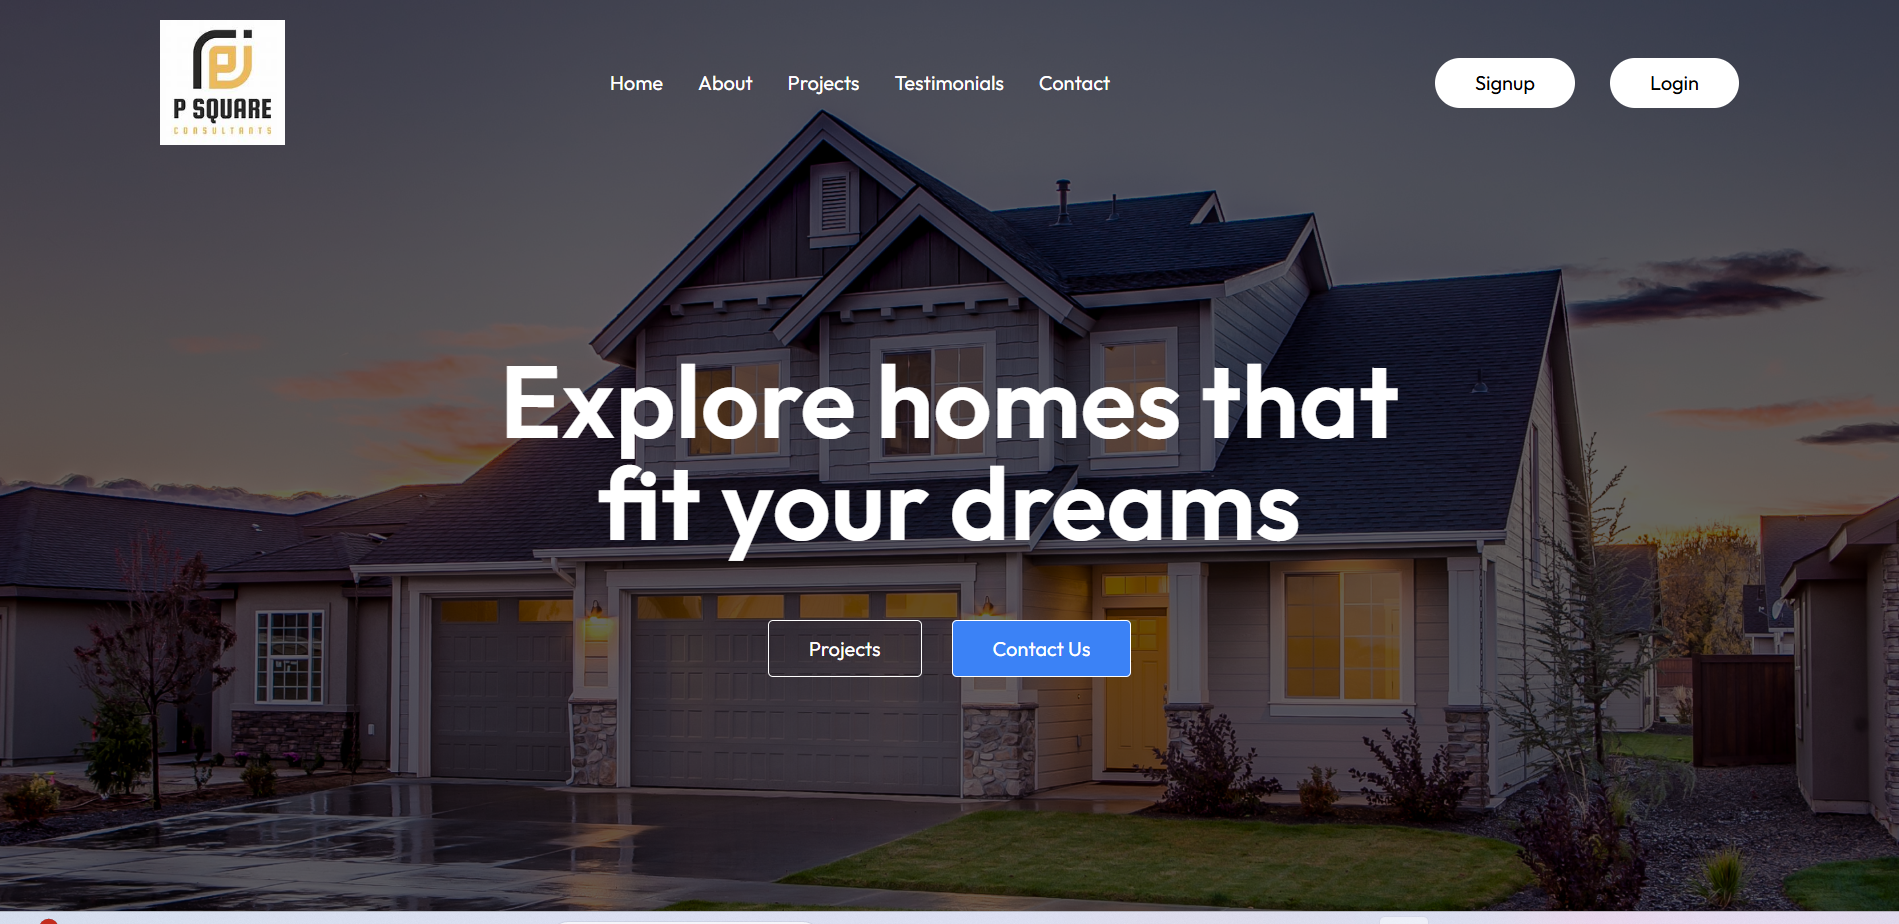 P SQUARE
CONSULTANTS
Home
About
Projects
Testimonials
Contact
Signup
Login
Explore homes that
fit your dreams
Projects
Contact Us